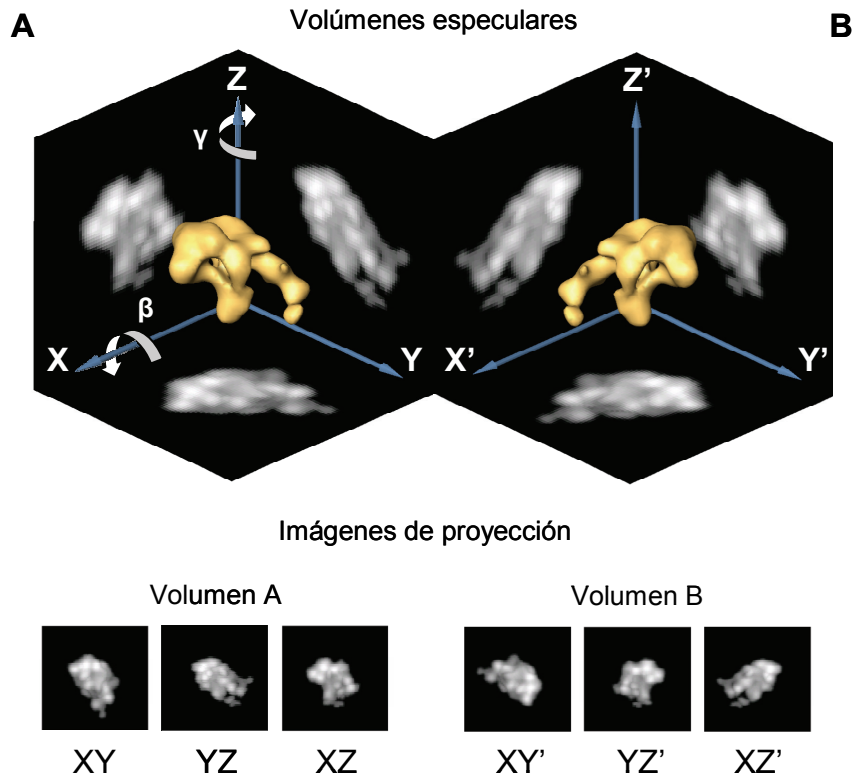 A
Volúmenes especulares
B
Z
Z’
γ
β
X
Y
X’
Y’
Imágenes de proyección
Volumen A
Volumen B
XY
YZ
XZ
XY’
YZ’
XZ’